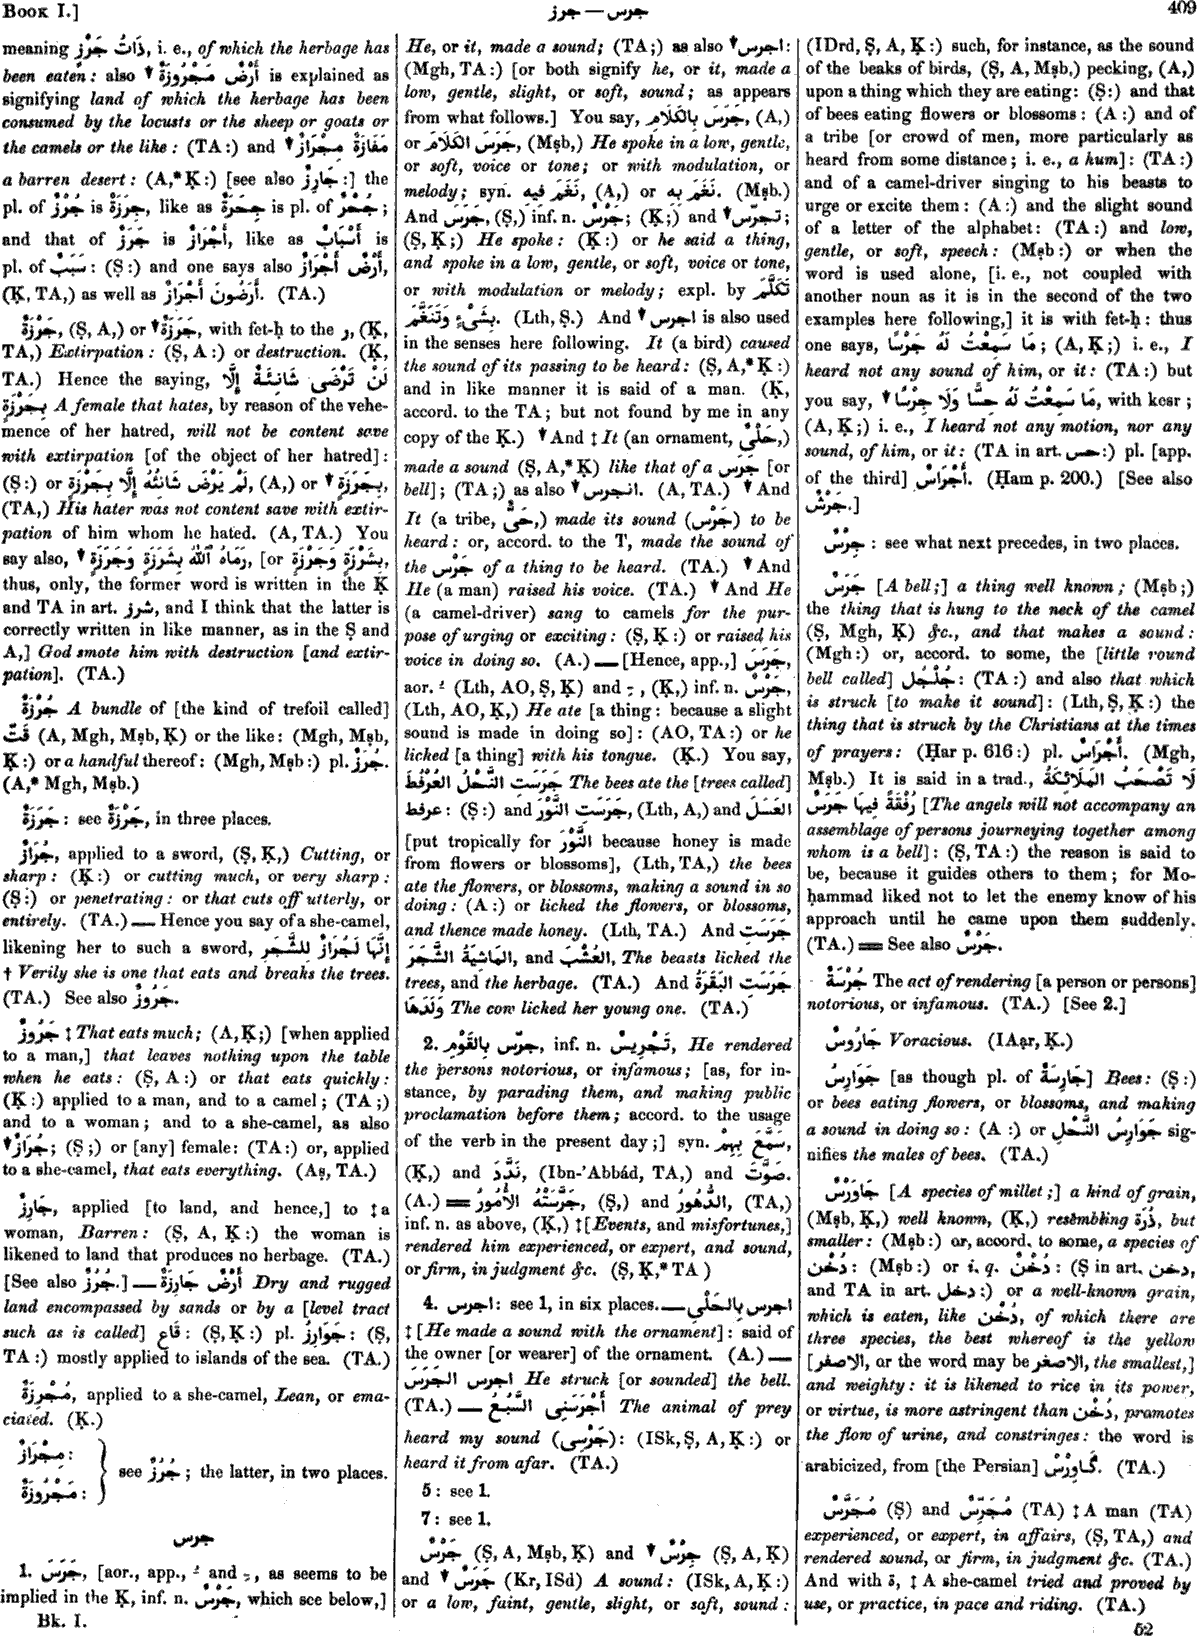 Book I.]
جرس — جرز
409
meaning ذَاتُ جَرْزٍ, i. e., of which the herbage has
been eaten : also ▼ أَرْضٌ مَجْرُوزَةٌ is explained as
signifying land of which the herbage has been
consumed by the locusts or the sheep or goats or
the camels or the like : (TA :) and ▼ مَفَازَةٌ مِجْرَازٌ
a barren desert : (A,* Ḳ :) [see also جَارِزٌ :] the
pl. of جُرْزٌ is جِرَزَةٌ, like as جِحَرَةٌ is pl. of جُحْرٌ ;
and that of جَرَزٌ is أَجْرَازٌ, like as أَسْبَابٌ is
pl. of سَبَبٌ : (Ṣ :) and one says also أَرْضٌ أَجْرَازٌ,
(Ḳ, TA,) as well as أَرَضُونَ أَجْرَازٌ. (TA.)
جَرْزَةٌ, (Ṣ, A,) or ▼ جَرَزَةٌ, with fet-ḥ to the ر, (Ḳ,
TA,) Extirpation : (Ṣ, A :) or destruction. (Ḳ,
TA.) Hence the saying, لَنْ تَرْضَى شَانِئَةٌ إِلَّا
بِجَرْزَةٍ A female that hates, by reason of the vehe-
mence of her hatred, will not be content save
with extirpation [of the object of her hatred] :
(Ṣ :) or لَمْ يَرْضَ شَانِئُهُ إِلَّا بِجَرْزَةٍ, (A,) or ▼ بِجَرَزَةٍ,
(TA,) His hater was not content save with extir-
pation of him whom he hated. (A, TA.) You
say also, ▼ رَمَاهُ ٱللّٰهُ بِشَرَزَةٍ وَجَرَزَةٍ, [or بِشَرْزَةٍ وَجَرْزَةٍ,
thus, only, the former word is written in the Ḳ
and TA in art. شرز, and I think that the latter is
correctly written in like manner, as in the Ṣ and
A,] God smote him with destruction [and extir-
pation]. (TA.)
جُرْزَةٌ A bundle of [the kind of trefoil called]
قَتّ (A, Mgh, Mṣb, Ḳ) or the like : (Mgh, Mṣb,
Ḳ :) or a handful thereof : (Mgh, Mṣb :) pl. جُرَزٌ.
(A,* Mgh, Mṣb.)
جَرَزَةٌ : see جَرْزَةٌ, in three places.
جُرَازٌ, applied to a sword, (Ṣ, Ḳ,) Cutting, or
sharp : (Ḳ :) or cutting much, or very sharp :
(Ṣ :) or penetrating : or that cuts off utterly, or
entirely. (TA.) — Hence you say of a she-camel,
likening her to such a sword, إِنَّهَا لَجُرَازٌ لِلشَّجَرِ
† Verily she is one that eats and breaks the trees.
(TA.) See also جَرُوزٌ.
جَرُوزٌ ‡ That eats much ; (A, Ḳ ;) [when applied
to a man,] that leaves nothing upon the table
when he eats : (Ṣ, A :) or that eats quickly :
(Ḳ :) applied to a man, and to a camel ; (TA ;)
and to a woman ; and to a she-camel, as also
▼ جُرَازٌ ; (Ṣ ;) or [any] female : (TA :) or, applied
to a she-camel, that eats everything. (Aṣ, TA.)
جَارِزٌ, applied [to land, and hence,] to ‡ a
woman, Barren : (Ṣ, A, Ḳ :) the woman is
likened to land that produces no herbage. (TA.)
[See also جُرُزٌ.] — أَرْضٌ جَارِزَةٌ Dry and rugged
land encompassed by sands or by a [level tract
such as is called] قَاع : (Ṣ, Ḳ :) pl. جَوَارِزُ : (Ṣ,
TA :) mostly applied to islands of the sea. (TA.)
مُجْرَزَةٌ, applied to a she-camel, Lean, or ema-
ciated. (Ḳ.)
مِجْرَازٌ :
see جُرُزٌ ; the latter, in two places.
مَجْرُوزَةٌ :
جرس
1. جَرَسَ, [aor., app., ـُ and ـِ, as seems to be
implied in the Ḳ, inf. n. جَرْسٌ, which see below,]
Bk. I.
He, or it, made a sound ; (TA ;) as also ▼ اجرس :
(Mgh, TA :) [or both signify he, or it, made a
low, gentle, slight, or soft, sound ; as appears
from what follows.] You say, جَرَسَ بِالكَلَامِ, (A,)
or جَرَسَ الكَلَامَ, (Mṣb,) He spoke in a low, gentle,
or soft, voice or tone ; or with modulation, or
melody ; syn. نَغَمَ فِيهِ, (A,) or نَغَمَ بِهِ. (Mṣb.)
And جَرَسَ, (Ṣ,) inf. n. جَرْسٌ ; (Ḳ ;) and ▼ تجرّس ;
(Ṣ, Ḳ ;) He spoke : (Ḳ :) or he said a thing,
and spoke in a low, gentle, or soft, voice or tone,
or with modulation or melody ; expl. by تَكَلَّمَ
بِشَىْءٍ وَتَنَغَّمَ. (Lth, Ṣ.) And ▼ اجرس is also used
in the senses here following. It (a bird) caused
the sound of its passing to be heard : (Ṣ, A,* Ḳ :)
and in like manner it is said of a man. (Ḳ,
accord. to the TA ; but not found by me in any
copy of the Ḳ.) ▼ And ‡ It (an ornament, حَلْىٌ,)
made a sound (Ṣ, A,* Ḳ) like that of a جَرَس [or
bell] ; (TA ;) as also ▼ انجرس. (A, TA.) ▼ And
It (a tribe, حَىٌّ,) made its sound (جَرْس) to be
heard : or, accord. to the T, made the sound of
the جَرْس of a thing to be heard. (TA.) ▼ And
He (a man) raised his voice. (TA.) ▼ And He
(a camel-driver) sang to camels for the pur-
pose of urging or exciting : (Ṣ, Ḳ :) or raised his
voice in doing so. (A.) — [Hence, app.,] جَرَسَ,
aor. ـُ (Lth, AO, Ṣ, Ḳ) and ـِ, (Ḳ,) inf. n. جَرْسٌ,
(Lth, AO, Ḳ,) He ate [a thing : because a slight
sound is made in doing so] : (AO, TA :) or he
licked [a thing] with his tongue. (Ḳ.) You say,
جَرَسَتِ النَّحْلُ العُرْفُطَ The bees ate the [trees called]
عرفط : (Ṣ :) and جَرَسَتِ النَّوْرَ, (Lth, A,) and العَسَلَ
[put tropically for النَّوْرَ because honey is made
from flowers or blossoms], (Lth, TA,) the bees
ate the flowers, or blossoms, making a sound in so
doing : (A :) or licked the flowers, or blossoms,
and thence made honey. (Lth, TA.) And جَرَسَتِ
المَاشِيَةُ الشَّجَرَ, and العُشْبَ, The beasts licked the
trees, and the herbage. (TA.) And جَرَسَتِ البَقَرَةُ
وَلَدَهَا The cow licked her young one. (TA.)
2. جرّس بِالقَوْمِ, inf. n. تَجْرِيسٌ, He rendered
the persons notorious, or infamous ; [as, for in-
stance, by parading them, and making public
proclamation before them ; accord. to the usage
of the verb in the present day ;] syn. سَمَّعَ بِهِمْ,
(Ḳ,) and نَدَّدَ, (Ibn-'Abbád, TA,) and صَوَّتَ.
(A.) ═ جَرَّسَتْهُ الأُمُورُ, (Ṣ,) and الدُّهُورُ, (TA,)
inf. n. as above, (Ḳ,) ‡ [Events, and misfortunes,]
rendered him experienced, or expert, and sound,
or firm, in judgment &c. (Ṣ, Ḳ,* TA )
4. اجرس : see 1, in six places. — اجرس بِالحَلْىِ
‡ [He made a sound with the ornament] : said of
the owner [or wearer] of the ornament. (A.) —
اجرس الجَرَسَ He struck [or sounded] the bell.
(TA.) — أَجْرَسَنِى السَّبُعُ The animal of prey
heard my sound (جَرْسِى) : (ISk, Ṣ, A, Ḳ :) or
heard it from afar. (TA.)
5 : see 1.
7 : see 1.
جَرْسٌ (Ṣ, A, Mṣb, Ḳ) and ▼ جِرْسٌ (Ṣ, A, Ḳ)
and ▼ جَرَسٌ (Kr, ISd) A sound : (ISk, A, Ḳ :)
or a low, faint, gentle, slight, or soft, sound :
(IDrd, Ṣ, A, Ḳ :) such, for instance, as the sound
of the beaks of birds, (Ṣ, A, Mṣb,) pecking, (A,)
upon a thing which they are eating : (Ṣ :) and that
of bees eating flowers or blossoms : (A :) and of
a tribe [or crowd of men, more particularly as
heard from some distance ; i. e., a hum] : (TA :)
and of a camel-driver singing to his beasts to
urge or excite them : (A :) and the slight sound
of a letter of the alphabet : (TA :) and low,
gentle, or soft, speech : (Mṣb :) or when the
word is used alone, [i. e., not coupled with
another noun as it is in the second of the two
examples here following,] it is with fet-ḥ : thus
one says, مَا سَمِعْتُ لَهُ جَرْسًا ; (A, Ḳ ;) i. e., I
heard not any sound of him, or it : (TA :) but
you say, ▼ مَا سَمِعْتُ لَهُ حِسًّا وَلَا جِرْسًا, with kesr ;
(A, Ḳ ;) i. e., I heard not any motion, nor any
sound, of him, or it : (TA in art. حس :) pl. [app.
of the third] أَجْرَاسٌ. (Ḥam p. 200.) [See also
جَرْشٌ.]
جِرْسٌ : see what next precedes, in two places.
جَرَسٌ [A bell ;] a thing well known ; (Mṣb ;)
the thing that is hung to the neck of the camel
(Ṣ, Mgh, Ḳ) &c., and that makes a sound :
(Mgh :) or, accord. to some, the [little round
bell called] جُلْجُل : (TA :) and also that which
is struck [to make it sound] : (Lth, Ṣ, Ḳ :) the
thing that is struck by the Christians at the times
of prayers : (Ḥar p. 616 :) pl. أَجْرَاسٌ. (Mgh,
Mṣb.) It is said in a trad., لَا تَصْحَبُ المَلَائِكَةُ
رُفْقَةً فِيهَا جَرَسٌ [The angels will not accompany an
assemblage of persons journeying together among
whom is a bell] : (Ṣ, TA :) the reason is said to
be, because it guides others to them ; for Mo-
ḥammad liked not to let the enemy know of his
approach until he came upon them suddenly.
(TA.) ═ See also جَرْسٌ.
جُرْسَةٌ The act of rendering [a person or persons]
notorious, or infamous. (TA.) [See 2.]
جَارُوسٌ Voracious. (IAạr, Ḳ.)
جَوَارِسُ [as though pl. of جَارِسَةٌ] Bees : (Ṣ :)
or bees eating flowers, or blossoms, and making
a sound in doing so : (A :) or جَوَارِسُ النَّحْلِ sig-
nifies the males of bees. (TA.)
جَاوَرْسٌ [A species of millet ;] a kind of grain,
(Mṣb, Ḳ,) well known, (Ḳ,) resembling ذُرَة, but
smaller : (Mṣb :) or, accord. to some, a species of
دُخْن : (Mṣb :) or i. q. دُخْنٌ : (Ṣ in art. دخن,
and TA in art. دخل :) or a well-known grain,
which is eaten, like دُخْن, of which there are
three species, the best whereof is the yellow
[الاصفر, or the word may be الاصغر, the smallest,]
and weighty : it is likened to rice in its power,
or virtue, is more astringent than دُخْن, promotes
the flow of urine, and constringes : the word is
arabicized, from [the Persian] گَاوَرْسْ. (TA.)
مُجَرَّسٌ (Ṣ) and مُجَرِّسٌ (TA) ‡ A man (TA)
experienced, or expert, in affairs, (Ṣ, TA,) and
rendered sound, or firm, in judgment &c. (TA.)
And with ة, ‡ A she-camel tried and proved by
use, or practice, in pace and riding. (TA.)
52